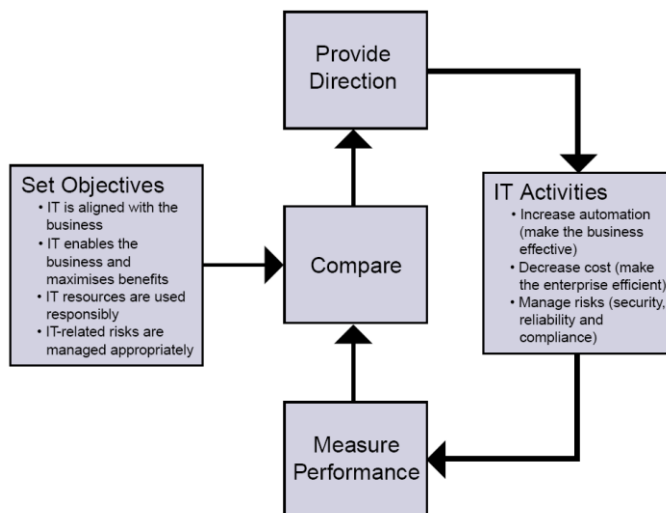 Provide
Direction
Set Objectives
• IT is aligned with the
business
• IT enables the
business and
maximises benefits
• IT resources are used
responsibly
• IT-related risks are
managed appropriately
Compare
IT Activities
• Increase automation
(make the business
effective)
• Decrease cost (make
the enterprise efficient)
• Manage risks (security,
reliability and
compliance)
Measure
Performance